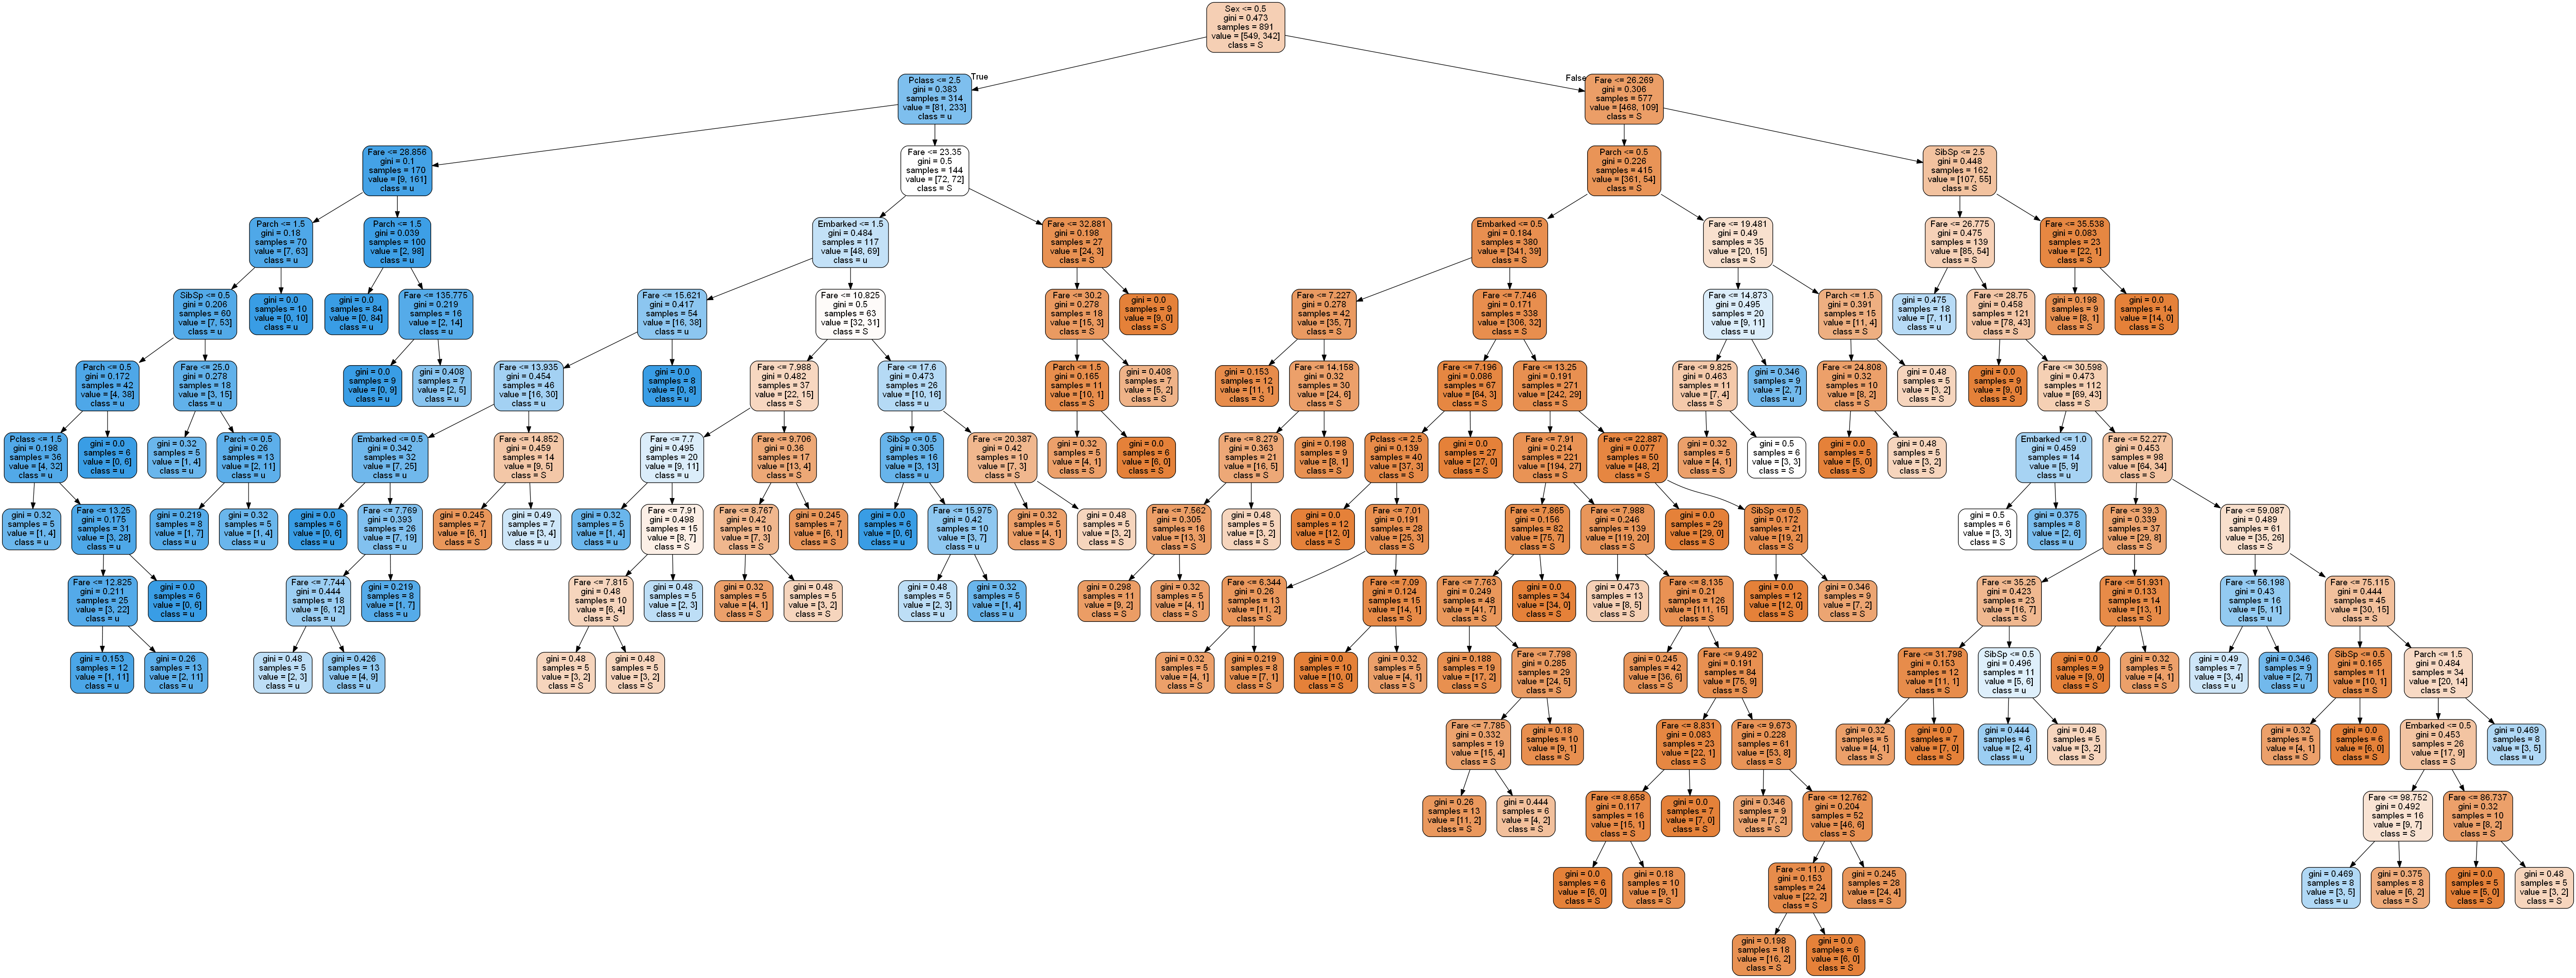 Sex <= 0.5
gini = 0.473
samples = 891
value = [549, 342]
class = S
True
False
Pclass <= 2.5
gini = 0.383
samples = 314
value = [81, 233]
class = u
Fare <= 26.269
gini = 0.306
samples = 577
value = [468, 109]
class = S
Fare <= 28.856
gini = 0.1
samples = 170
value = [9, 161]
class = u
Fare <= 23.35
gini = 0.5
samples = 144
value = [72, 72]
class = S
Parch <= 0.5
gini = 0.226
samples = 415
value = [361, 54]
class = S
SibSp <= 2.5
gini = 0.448
samples = 162
value = [107, 55]
class = S
Parch <= 1.5
gini = 0.18
samples = 70
value = [7, 63]
class = u
Parch <= 1.5
gini = 0.039
samples = 100
value = [2, 98]
class = u
Embarked <= 1.5
gini = 0.484
samples = 117
value = [48, 69]
class = u
Fare <= 32.881
gini = 0.198
samples = 27
value = [24, 3]
class = S
Embarked <= 0.5
gini = 0.184
samples = 380
value = [341, 39]
class = S
Fare <= 19.481
gini = 0.49
samples = 35
value = [20, 15]
class = S
Fare <= 26.775
gini = 0.475
samples = 139
value = [85, 54]
class = S
Fare <= 35.538
gini = 0.083
samples = 23
value = [22, 1]
class = S
SibSp <= 0.5
gini = 0.206
samples = 60
value = [7, 53]
class = u
gini = 0.0
samples = 10
value = [0, 10]
class = u
gini = 0.0
samples = 84
value = [0, 84]
class = u
Fare <= 135.775
gini = 0.219
samples = 16
value = [2, 14]
class = u
Fare <= 15.621
gini = 0.417
samples = 54
value = [16, 38]
class = u
Fare <= 10.825
gini = 0.5
samples = 63
value = [32, 31]
class = S
Fare <= 30.2
gini = 0.278
samples = 18
value = [15, 3]
class = S
gini = 0.0
samples = 9
value = [9, 0]
class = S
Fare <= 7.227
gini = 0.278
samples = 42
value = [35, 7]
class = S
Fare <= 7.746
gini = 0.171
samples = 338
value = [306, 32]
class = S
Fare <= 14.873
gini = 0.495
samples = 20
value = [9, 11]
class = u
Parch <= 1.5
gini = 0.391
samples = 15
value = [11, 4]
class = S
gini = 0.475
samples = 18
value = [7, 11]
class = u
Fare <= 28.75
gini = 0.458
samples = 121
value = [78, 43]
class = S
gini = 0.198
samples = 9
value = [8, 1]
class = S
gini = 0.0
samples = 14
value = [14, 0]
class = S
Parch <= 0.5
gini = 0.172
samples = 42
value = [4, 38]
class = u
Fare <= 25.0
gini = 0.278
samples = 18
value = [3, 15]
class = u
gini = 0.0
samples = 9
value = [0, 9]
class = u
gini = 0.408
samples = 7
value = [2, 5]
class = u
Fare <= 13.935
gini = 0.454
samples = 46
value = [16, 30]
class = u
gini = 0.0
samples = 8
value = [0, 8]
class = u
Fare <= 7.988
gini = 0.482
samples = 37
value = [22, 15]
class = S
Fare <= 17.6
gini = 0.473
samples = 26
value = [10, 16]
class = u
Parch <= 1.5
gini = 0.165
samples = 11
value = [10, 1]
class = S
gini = 0.408
samples = 7
value = [5, 2]
class = S
gini = 0.153
samples = 12
value = [11, 1]
class = S
Fare <= 14.158
gini = 0.32
samples = 30
value = [24, 6]
class = S
Fare <= 7.196
gini = 0.086
samples = 67
value = [64, 3]
class = S
Fare <= 13.25
gini = 0.191
samples = 271
value = [242, 29]
class = S
Fare <= 9.825
gini = 0.463
samples = 11
value = [7, 4]
class = S
gini = 0.346
samples = 9
value = [2, 7]
class = u
Fare <= 24.808
gini = 0.32
samples = 10
value = [8, 2]
class = S
gini = 0.48
samples = 5
value = [3, 2]
class = S
gini = 0.0
samples = 9
value = [9, 0]
class = S
Fare <= 30.598
gini = 0.473
samples = 112
value = [69, 43]
class = S
Pclass <= 1.5
gini = 0.198
samples = 36
value = [4, 32]
class = u
gini = 0.0
samples = 6
value = [0, 6]
class = u
gini = 0.32
samples = 5
value = [1, 4]
class = u
Parch <= 0.5
gini = 0.26
samples = 13
value = [2, 11]
class = u
Embarked <= 0.5
gini = 0.342
samples = 32
value = [7, 25]
class = u
Fare <= 14.852
gini = 0.459
samples = 14
value = [9, 5]
class = S
Fare <= 7.7
gini = 0.495
samples = 20
value = [9, 11]
class = u
Fare <= 9.706
gini = 0.36
samples = 17
value = [13, 4]
class = S
SibSp <= 0.5
gini = 0.305
samples = 16
value = [3, 13]
class = u
Fare <= 20.387
gini = 0.42
samples = 10
value = [7, 3]
class = S
gini = 0.32
samples = 5
value = [4, 1]
class = S
gini = 0.0
samples = 6
value = [6, 0]
class = S
Fare <= 8.279
gini = 0.363
samples = 21
value = [16, 5]
class = S
gini = 0.198
samples = 9
value = [8, 1]
class = S
Pclass <= 2.5
gini = 0.139
samples = 40
value = [37, 3]
class = S
gini = 0.0
samples = 27
value = [27, 0]
class = S
Fare <= 7.91
gini = 0.214
samples = 221
value = [194, 27]
class = S
Fare <= 22.887
gini = 0.077
samples = 50
value = [48, 2]
class = S
gini = 0.32
samples = 5
value = [4, 1]
class = S
gini = 0.5
samples = 6
value = [3, 3]
class = S
gini = 0.0
samples = 5
value = [5, 0]
class = S
gini = 0.48
samples = 5
value = [3, 2]
class = S
Embarked <= 1.0
gini = 0.459
samples = 14
value = [5, 9]
class = u
Fare <= 52.277
gini = 0.453
samples = 98
value = [64, 34]
class = S
gini = 0.32
samples = 5
value = [1, 4]
class = u
Fare <= 13.25
gini = 0.175
samples = 31
value = [3, 28]
class = u
gini = 0.219
samples = 8
value = [1, 7]
class = u
gini = 0.32
samples = 5
value = [1, 4]
class = u
gini = 0.0
samples = 6
value = [0, 6]
class = u
Fare <= 7.769
gini = 0.393
samples = 26
value = [7, 19]
class = u
gini = 0.245
samples = 7
value = [6, 1]
class = S
gini = 0.49
samples = 7
value = [3, 4]
class = u
gini = 0.32
samples = 5
value = [1, 4]
class = u
Fare <= 7.91
gini = 0.498
samples = 15
value = [8, 7]
class = S
Fare <= 8.767
gini = 0.42
samples = 10
value = [7, 3]
class = S
gini = 0.245
samples = 7
value = [6, 1]
class = S
gini = 0.0
samples = 6
value = [0, 6]
class = u
Fare <= 15.975
gini = 0.42
samples = 10
value = [3, 7]
class = u
gini = 0.32
samples = 5
value = [4, 1]
class = S
gini = 0.48
samples = 5
value = [3, 2]
class = S
Fare <= 7.562
gini = 0.305
samples = 16
value = [13, 3]
class = S
gini = 0.48
samples = 5
value = [3, 2]
class = S
gini = 0.0
samples = 12
value = [12, 0]
class = S
Fare <= 7.01
gini = 0.191
samples = 28
value = [25, 3]
class = S
Fare <= 7.865
gini = 0.156
samples = 82
value = [75, 7]
class = S
Fare <= 7.988
gini = 0.246
samples = 139
value = [119, 20]
class = S
gini = 0.0
samples = 29
value = [29, 0]
class = S
SibSp <= 0.5
gini = 0.172
samples = 21
value = [19, 2]
class = S
gini = 0.5
samples = 6
value = [3, 3]
class = S
gini = 0.375
samples = 8
value = [2, 6]
class = u
Fare <= 39.3
gini = 0.339
samples = 37
value = [29, 8]
class = S
Fare <= 59.087
gini = 0.489
samples = 61
value = [35, 26]
class = S
Fare <= 12.825
gini = 0.211
samples = 25
value = [3, 22]
class = u
gini = 0.0
samples = 6
value = [0, 6]
class = u
Fare <= 7.744
gini = 0.444
samples = 18
value = [6, 12]
class = u
gini = 0.219
samples = 8
value = [1, 7]
class = u
Fare <= 7.815
gini = 0.48
samples = 10
value = [6, 4]
class = S
gini = 0.48
samples = 5
value = [2, 3]
class = u
gini = 0.32
samples = 5
value = [4, 1]
class = S
gini = 0.48
samples = 5
value = [3, 2]
class = S
gini = 0.48
samples = 5
value = [2, 3]
class = u
gini = 0.32
samples = 5
value = [1, 4]
class = u
gini = 0.298
samples = 11
value = [9, 2]
class = S
gini = 0.32
samples = 5
value = [4, 1]
class = S
Fare <= 6.344
gini = 0.26
samples = 13
value = [11, 2]
class = S
Fare <= 7.09
gini = 0.124
samples = 15
value = [14, 1]
class = S
Fare <= 7.763
gini = 0.249
samples = 48
value = [41, 7]
class = S
gini = 0.0
samples = 34
value = [34, 0]
class = S
gini = 0.473
samples = 13
value = [8, 5]
class = S
Fare <= 8.135
gini = 0.21
samples = 126
value = [111, 15]
class = S
gini = 0.0
samples = 12
value = [12, 0]
class = S
gini = 0.346
samples = 9
value = [7, 2]
class = S
Fare <= 35.25
gini = 0.423
samples = 23
value = [16, 7]
class = S
Fare <= 51.931
gini = 0.133
samples = 14
value = [13, 1]
class = S
Fare <= 56.198
gini = 0.43
samples = 16
value = [5, 11]
class = u
Fare <= 75.115
gini = 0.444
samples = 45
value = [30, 15]
class = S
gini = 0.153
samples = 12
value = [1, 11]
class = u
gini = 0.26
samples = 13
value = [2, 11]
class = u
gini = 0.48
samples = 5
value = [2, 3]
class = u
gini = 0.426
samples = 13
value = [4, 9]
class = u
gini = 0.48
samples = 5
value = [3, 2]
class = S
gini = 0.48
samples = 5
value = [3, 2]
class = S
gini = 0.32
samples = 5
value = [4, 1]
class = S
gini = 0.219
samples = 8
value = [7, 1]
class = S
gini = 0.0
samples = 10
value = [10, 0]
class = S
gini = 0.32
samples = 5
value = [4, 1]
class = S
gini = 0.188
samples = 19
value = [17, 2]
class = S
Fare <= 7.798
gini = 0.285
samples = 29
value = [24, 5]
class = S
gini = 0.245
samples = 42
value = [36, 6]
class = S
Fare <= 9.492
gini = 0.191
samples = 84
value = [75, 9]
class = S
Fare <= 31.798
gini = 0.153
samples = 12
value = [11, 1]
class = S
SibSp <= 0.5
gini = 0.496
samples = 11
value = [5, 6]
class = u
gini = 0.0
samples = 9
value = [9, 0]
class = S
gini = 0.32
samples = 5
value = [4, 1]
class = S
gini = 0.49
samples = 7
value = [3, 4]
class = u
gini = 0.346
samples = 9
value = [2, 7]
class = u
SibSp <= 0.5
gini = 0.165
samples = 11
value = [10, 1]
class = S
Parch <= 1.5
gini = 0.484
samples = 34
value = [20, 14]
class = S
Fare <= 7.785
gini = 0.332
samples = 19
value = [15, 4]
class = S
gini = 0.18
samples = 10
value = [9, 1]
class = S
Fare <= 8.831
gini = 0.083
samples = 23
value = [22, 1]
class = S
Fare <= 9.673
gini = 0.228
samples = 61
value = [53, 8]
class = S
gini = 0.32
samples = 5
value = [4, 1]
class = S
gini = 0.0
samples = 7
value = [7, 0]
class = S
gini = 0.444
samples = 6
value = [2, 4]
class = u
gini = 0.48
samples = 5
value = [3, 2]
class = S
gini = 0.32
samples = 5
value = [4, 1]
class = S
gini = 0.0
samples = 6
value = [6, 0]
class = S
Embarked <= 0.5
gini = 0.453
samples = 26
value = [17, 9]
class = S
gini = 0.469
samples = 8
value = [3, 5]
class = u
gini = 0.26
samples = 13
value = [11, 2]
class = S
gini = 0.444
samples = 6
value = [4, 2]
class = S
Fare <= 8.658
gini = 0.117
samples = 16
value = [15, 1]
class = S
gini = 0.0
samples = 7
value = [7, 0]
class = S
gini = 0.346
samples = 9
value = [7, 2]
class = S
Fare <= 12.762
gini = 0.204
samples = 52
value = [46, 6]
class = S
Fare <= 98.752
gini = 0.492
samples = 16
value = [9, 7]
class = S
Fare <= 86.737
gini = 0.32
samples = 10
value = [8, 2]
class = S
gini = 0.0
samples = 6
value = [6, 0]
class = S
gini = 0.18
samples = 10
value = [9, 1]
class = S
Fare <= 11.0
gini = 0.153
samples = 24
value = [22, 2]
class = S
gini = 0.245
samples = 28
value = [24, 4]
class = S
gini = 0.469
samples = 8
value = [3, 5]
class = u
gini = 0.375
samples = 8
value = [6, 2]
class = S
gini = 0.0
samples = 5
value = [5, 0]
class = S
gini = 0.48
samples = 5
value = [3, 2]
class = S
gini = 0.198
samples = 18
value = [16, 2]
class = S
gini = 0.0
samples = 6
value = [6, 0]
class = S